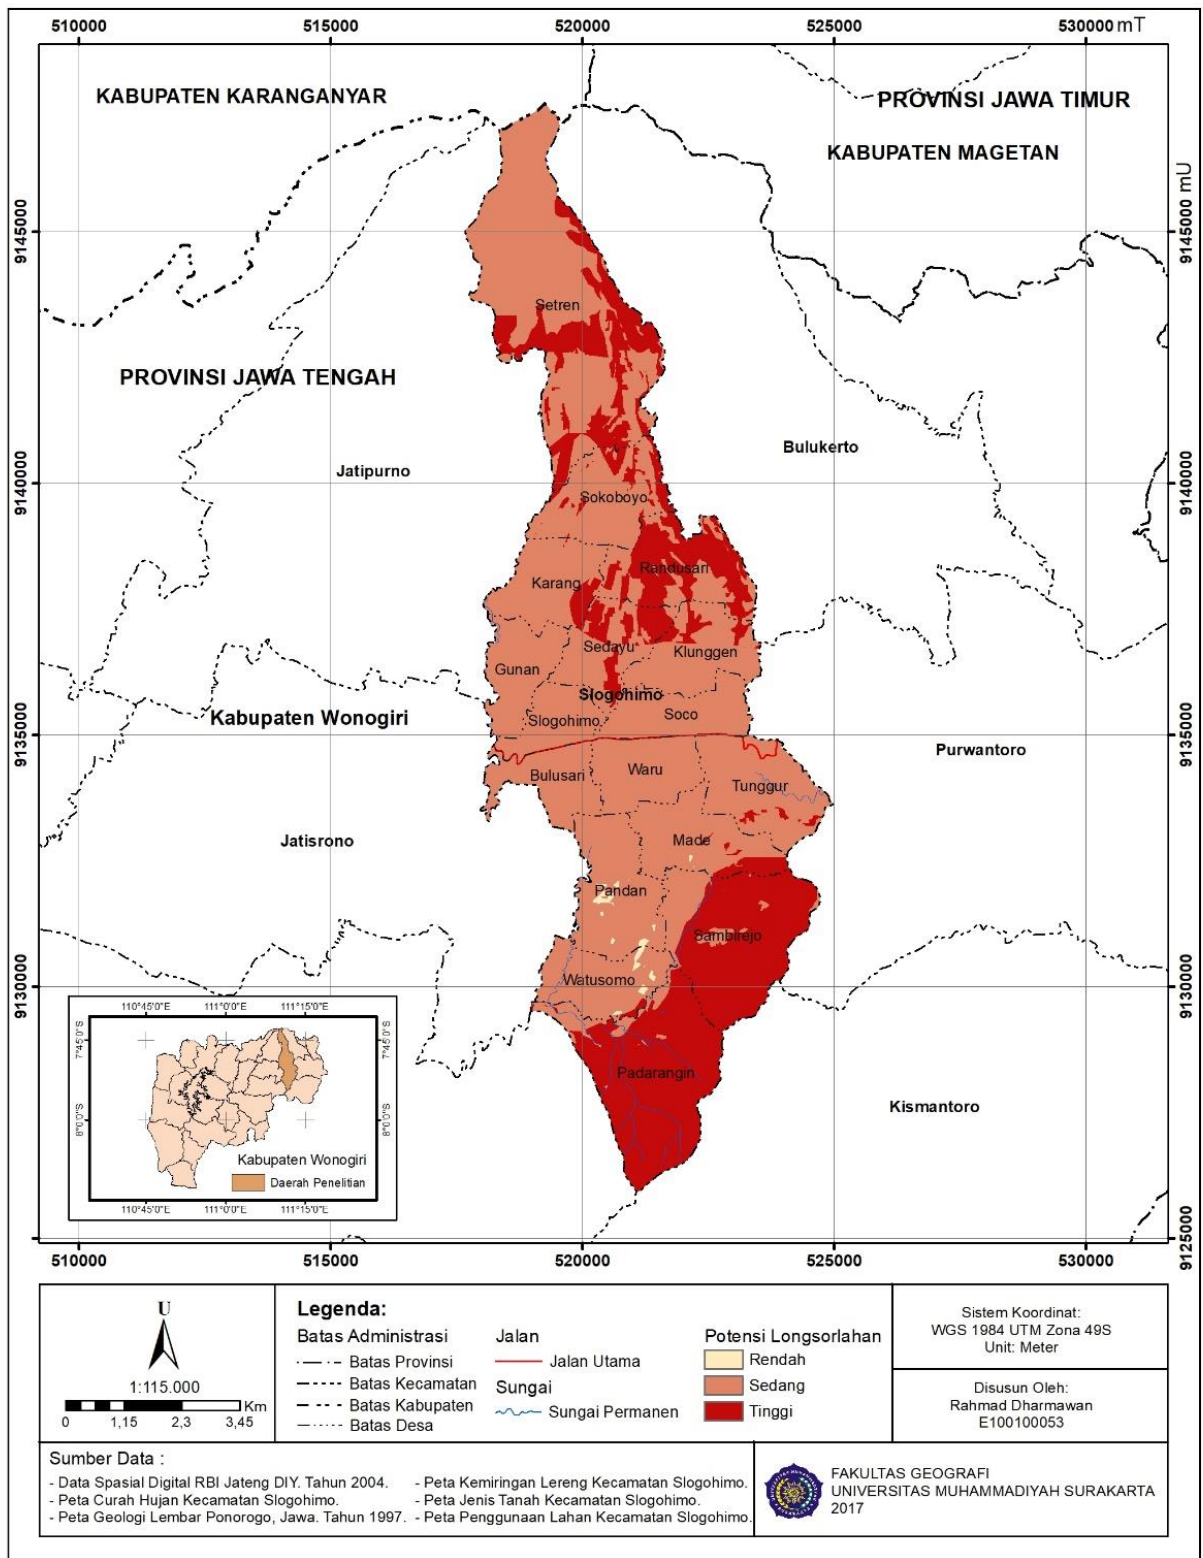 510000 515000 520000 525000 530000 mT
KABUPATEN KARANGANYAR
PROVINSI JAWA TIMUR
KABUPATEN MAGETAN
9145000
9145000 mU
Setren
PROVINSI JAWA TENGAH
Bulukerto
Jatipurno
9140000
9140000
Sokoboyo
Randusari
Karang
Sedayu
Klunggen
Gunan
Slogohimo
Kabupaten Wonogiri
Slogohimo
Soco
9135000
9135000
Purwantoro
Waru
Bulusari
Tunggur
Jatisrono
Made
Pandan
Sambirejo
Watusomo
9130000
9130000
Padarangin
Kismantoro
110°45'0"E 111°0'0"E 111°15'0"E
7°45'0"S
7°45'0"S
8°0'0"S
8°0'0"S
Kabupaten Wonogiri
Daerah Penelitian
110°45'0"E 111°0'0"E 111°15'0"E
9125000
510000 515000 520000 525000 530000
U
1:115.000
Km
0 1,15 2,3 3,45
Legenda:
Batas Administrasi
Batas Provinsi
Batas Kecamatan
Batas Kabupaten
Batas Desa
Jalan
Jalan Utama
Sungai
Sungai Permanen
Potensi Longsorlahan
Rendah
Sedang
Tinggi
Sistem Koordinat:
WGS 1984 UTM Zona 49S
Unit: Meter
Disusun Oleh:
Rahmad Dharmawan
E100100053
Sumber Data :
- Data Spasial Digital RBI Jateng DIY. Tahun 2004.
- Peta Curah Hujan Kecamatan Slogohimo.
- Peta Geologi Lembar Ponorogo, Jawa. Tahun 1997.
- Peta Kemiringan Lereng Kecamatan Slogohimo.
- Peta Jenis Tanah Kecamatan Slogohimo.
- Peta Penggunaan Lahan Kecamatan Slogohimo.
FAKULTAS GEOGRAFI
UNIVERSITAS MUHAMMADIYAH SURAKARTA
2017